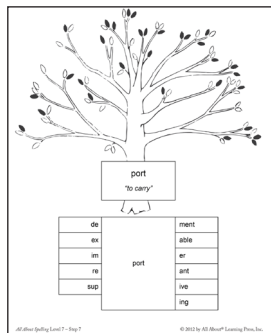 port
"to carry"
de ment
ex able
im port er
re ant
sup ive
ing
All About Spelling Level 7 – Step 7 © 2012 by All About® Learning Press, Inc.